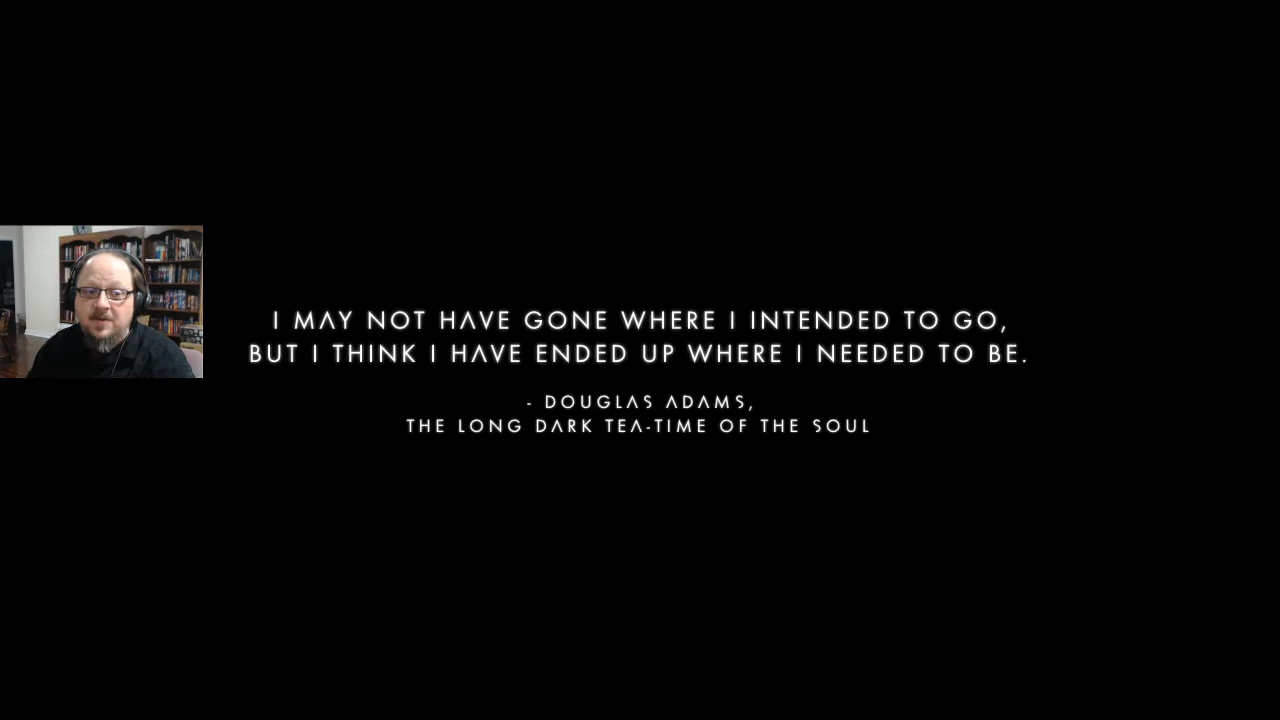 I MAY NOT HAVE GONE WHERE I INTENDED TO GO,
BUT I THINK I HAVE ENDED UP WHERE I NEEDED TO BE.
- DOUGLAS ADAMS,
THE LONG DARK TEA-TIME OF THE SOUL